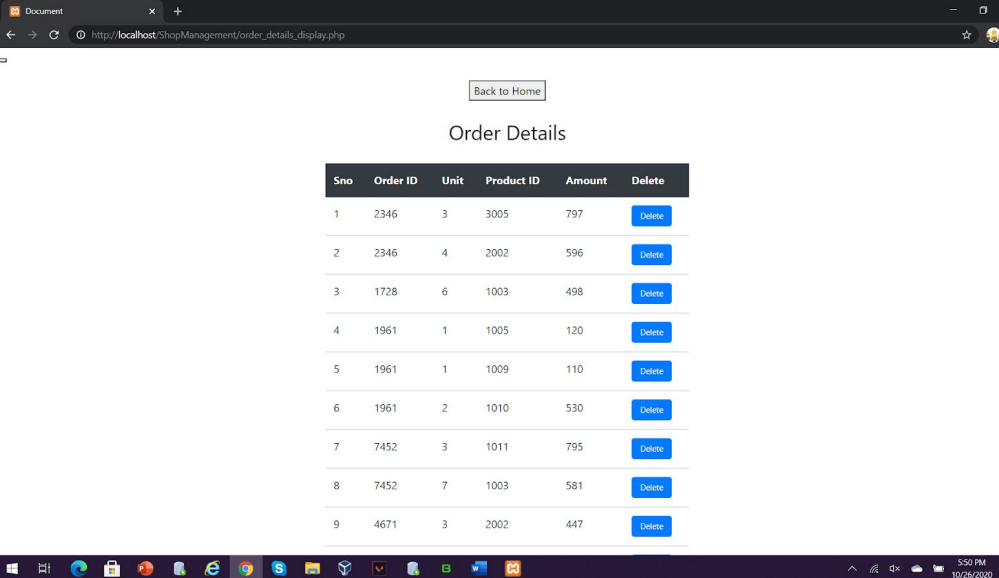 Document
http://localhost/ShopManagement/order_details_display.php
Back to Home
Order Details
Sno Order ID Unit Product ID Amount Delete
1 2346 3 3005 797 Delete
2 2346 4 2002 596 Delete
3 1728 6 1003 498 Delete
4 1961 1 1005 120 Delete
5 1961 1 1009 110 Delete
6 1961 2 1010 530 Delete
7 7452 3 1011 795 Delete
8 7452 7 1003 581 Delete
9 4671 3 2002 447 Delete
5:50 PM
10/26/2020